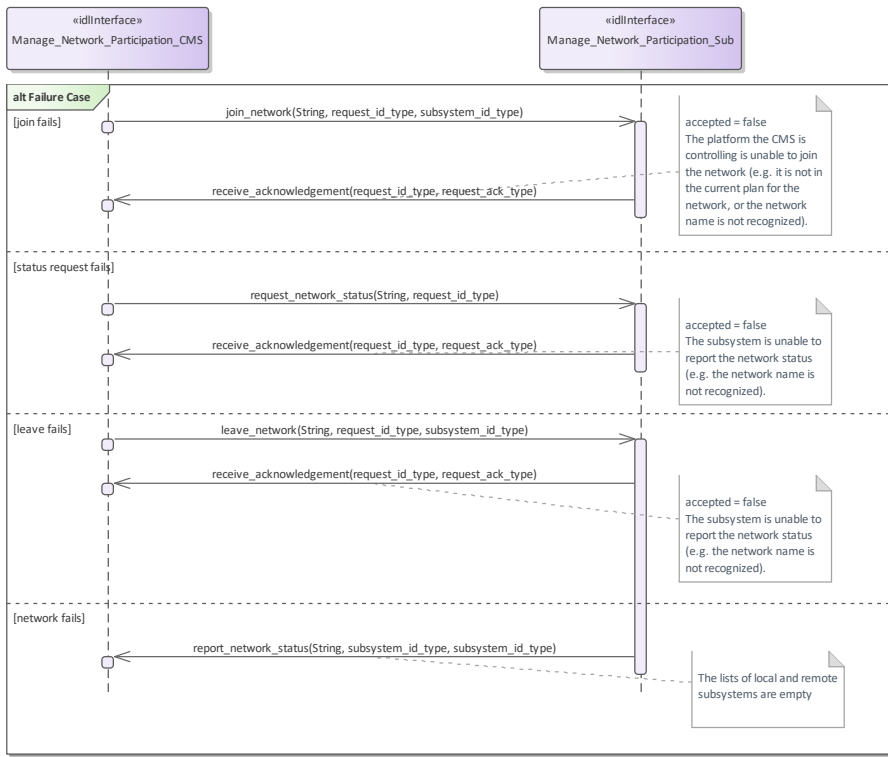 «idlInterface»
Manage_Network_Participation_CMS
«idlInterface»
Manage_Network_Participation_Sub
alt Failure Case
[join fails]
join_network(String, request_id_type, subsystem_id_type)
accepted = false
The platform the CMS is
controlling is unable to join
the network (e.g. it is not in
the current plan for the
network, or the network
name is not recognized).
receive_acknowledgement(request_id_type, request_ack_type)
[status request fails]
request_network_status(String, request_id_type)
accepted = false
The subsystem is unable to
report the network status
(e.g. the network name is
not recognized).
receive_acknowledgement(request_id_type, request_ack_type)
[leave fails]
leave_network(String, request_id_type, subsystem_id_type)
receive_acknowledgement(request_id_type, request_ack_type)
accepted = false
The subsystem is unable to
report the network status
(e.g. the network name is
not recognized).
[network fails]
report_network_status(String, subsystem_id_type, subsystem_id_type)
The lists of local and remote
subsystems are empty